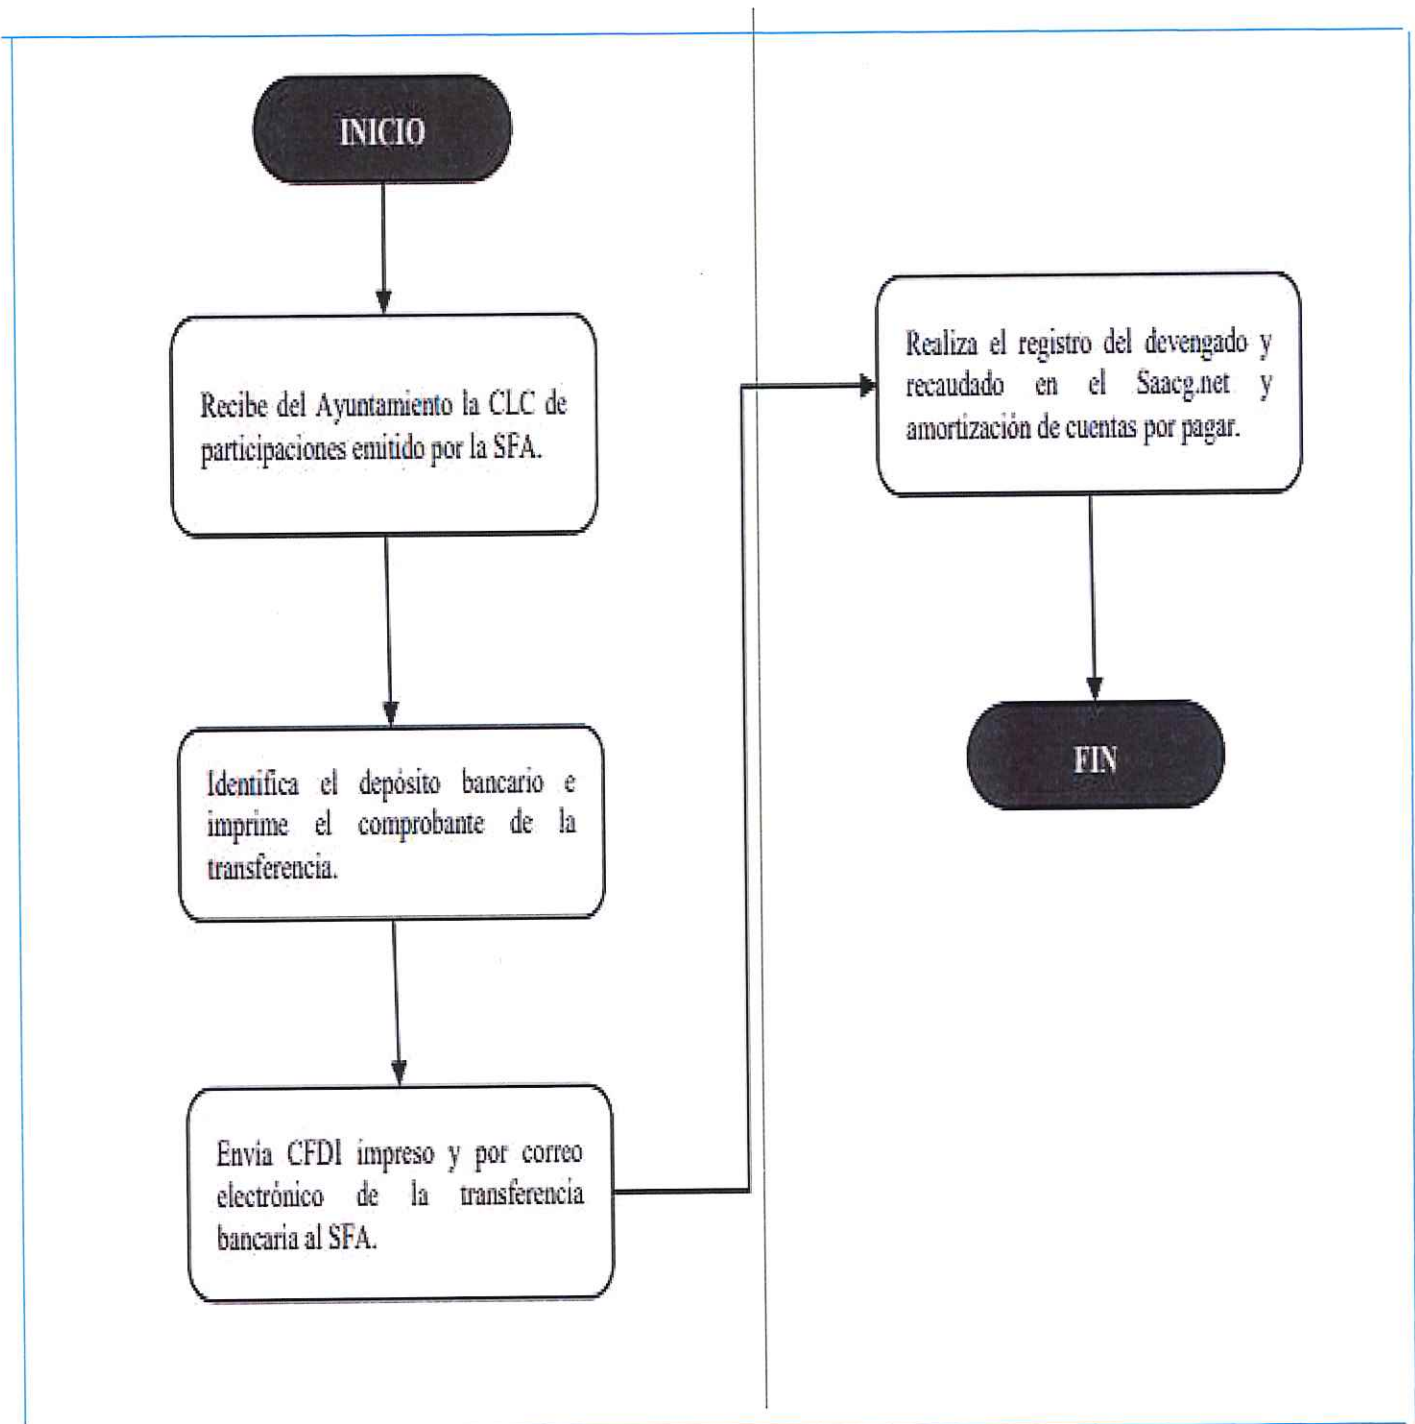 INICIO
Recibe del Ayuntamiento la CLC de
participaciones emitido por la SFA.
Identifica el depósito bancario e
imprime el comprobante de la
transferencia.
Envía CFDI impreso y por correo
electrónico de la transferencia
bancaria al SFA.
Realiza el registro del devengado y
recaudado en el Saacg.net y
amortización de cuentas por pagar.
FIN